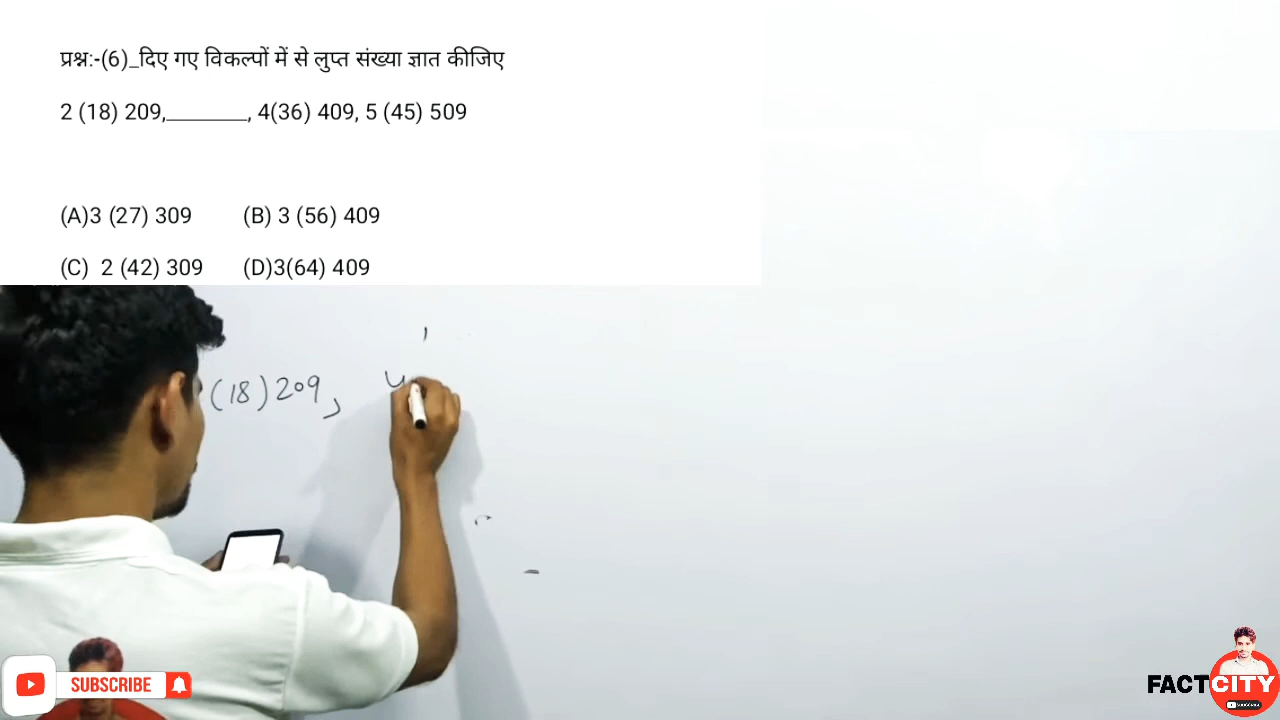 प्रश्न:-(6)_दिए गए विकल्पों में से लुप्त संख्या ज्ञात कीजिए
2 (18) 209,_______, 4(36) 409, 5 (45) 509
(A)3 (27) 309 (B) 3 (56) 409
(C) 2 (42) 309 (D)3(64) 409
(18) 209,
SUBSCRIBE
FACTCITY